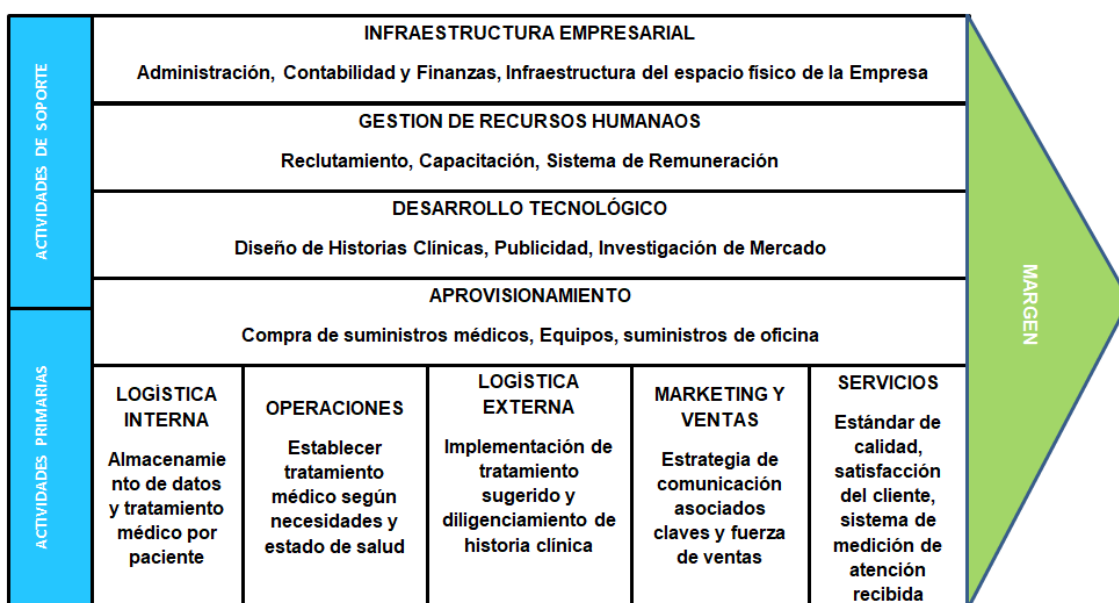 ACTIVIDADES DE SOPORTE
INFRAESTRUCTURA EMPRESARIAL
Administración, Contabilidad y Finanzas, Infraestructura del espacio físico de la Empresa
GESTION DE RECURSOS HUMANAOS
Reclutamiento, Capacitación, Sistema de Remuneración
DESARROLLO TECNOLÓGICO
Diseño de Historias Clínicas, Publicidad, Investigación de Mercado
APROVISIONAMIENTO
Compra de suministros médicos, Equipos, suministros de oficina
ACTIVIDADES PRIMARIAS
LOGÍSTICA
INTERNA
Almacenamie
nto de datos
y tratamiento
médico por
paciente
OPERACIONES
Establecer
tratamiento
médico según
necesidades y
estado de salud
LOGÍSTICA
EXTERNA
Implementación de
tratamiento
sugerido y
diligenciamiento de
historia clínica
MARKETING Y
VENTAS
Estrategia de
comunicación
asociados
claves y fuerza
de ventas
SERVICIOS
Estándar de
calidad,
satisfacción
del cliente,
sistema de
medición de
atención
recibida
MARGEN